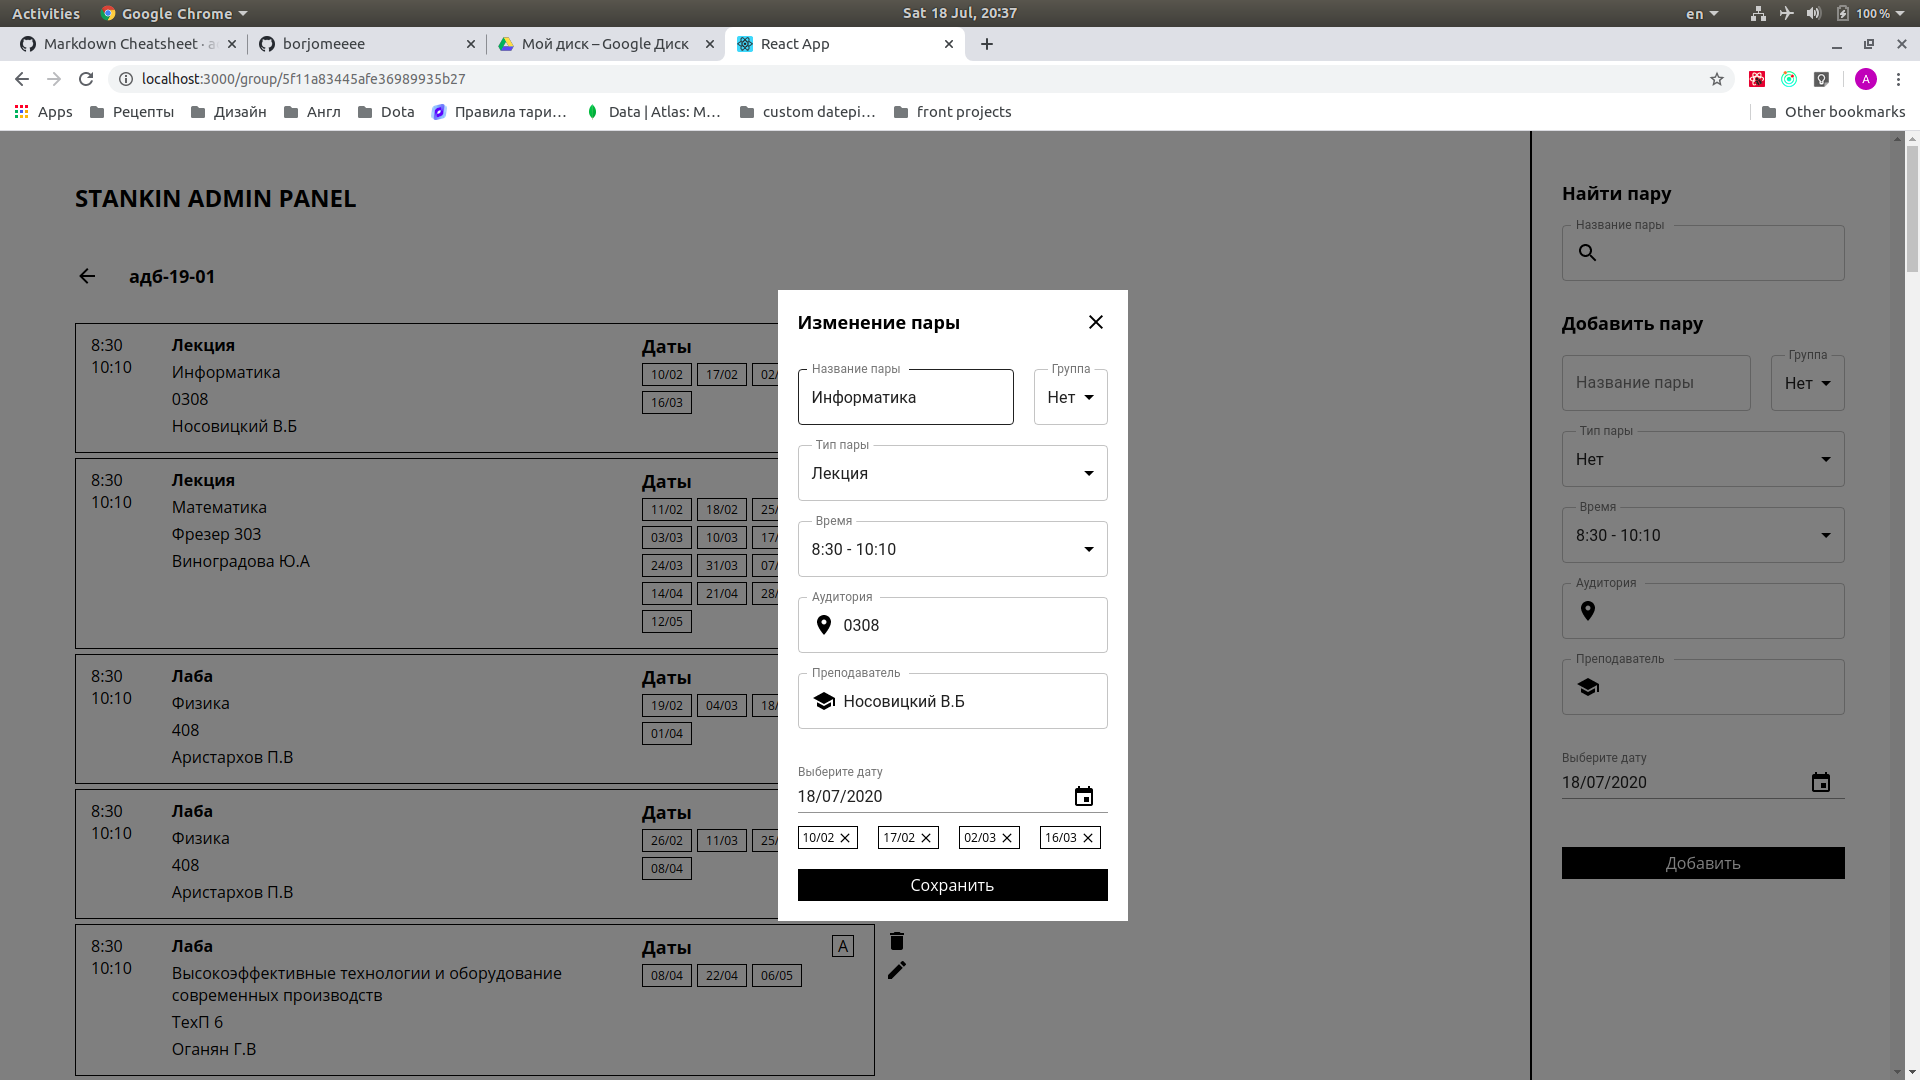 Activities Google Chrome Sat 18 Jul, 20:37 en 100 %
Markdown Cheatsheet · a borjomeeee Мой диск – Google Диск React App
localhost:3000/group/5f11a83445afe36989935b27 A
Apps Рецепты Дизайн Англ Dota Правила тари… Data | Atlas: M… custom datepi… front projects Other bookmarks
STANKIN ADMIN PANEL
адб-19-01
8:30
10:10
Лекция
Информатика
0308
Носовицкий В.Б
Даты
10/02 17/02 02/
16/03
8:30
10:10
Лекция
Математика
Фрезер 303
Виноградова Ю.А
Даты
11/02 18/02 25/
03/03 10/03 17/
24/03 31/03 07/
14/04 21/04 28/
12/05
8:30
10:10
Лаба
Физика
408
Аристархов П.В
Даты
19/02 04/03 18/
01/04
8:30
10:10
Лаба
Физика
408
Аристархов П.В
Даты
26/02 11/03 25/
08/04
8:30
10:10
Лаба
Высокоэффективные технологии и оборудование
современных производств
ТехП 6
Оганян Г.В
Даты
08/04 22/04 06/05
A
Изменение пары
Название пары
Информатика
Группа
Нет
Тип пары
Лекция
Время
8:30 - 10:10
Аудитория
0308
Преподаватель
Носовицкий В.Б
Выберите дату
18/07/2020
10/02 17/02 02/03 16/03
Сохранить
Найти пару
Название пары
Добавить пару
Название пары
Группа
Нет
Тип пары
Нет
Время
8:30 - 10:10
Аудитория
Преподаватель
Выберите дату
18/07/2020
Добавить